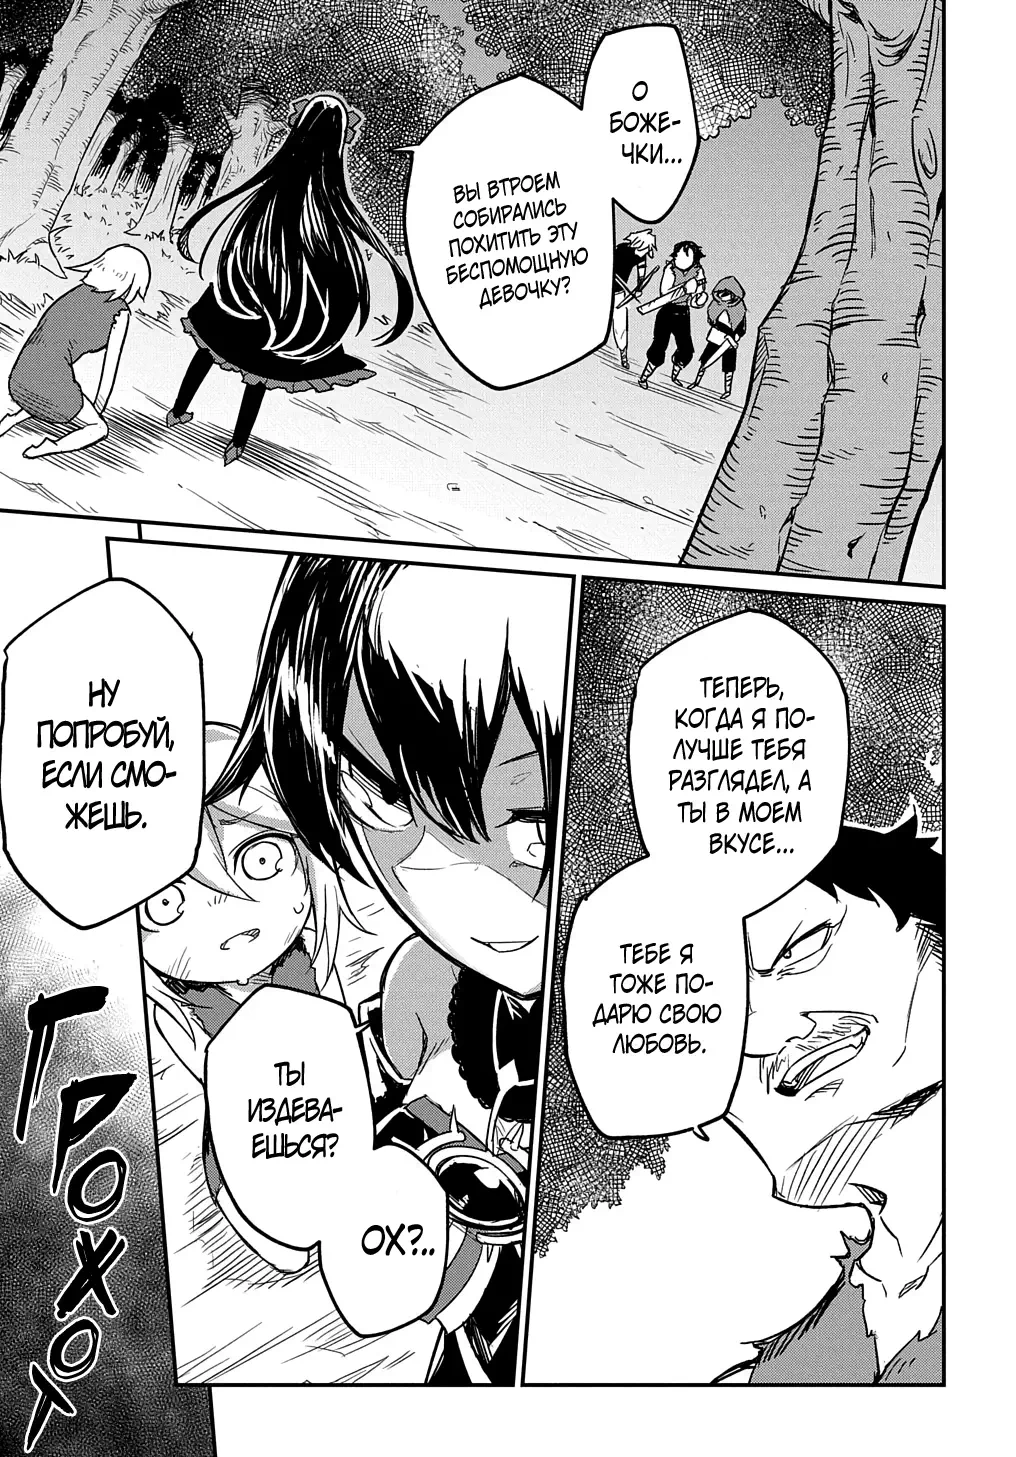 О
БОЖЕ-
ЧКИ...
ВЫ ВТРОЕМ
СОБИРАЛИСЬ
ПОХИТИТЬ ЭТУ
БЕСПОМОЩНУЮ
ДЕВОЧКУ?
ТЕПЕРЬ,
КОГДА Я ПО-
ЛУЧШЕ ТЕБЯ
РАЗГЛЯДЕЛ, А
ТЫ В МОЕМ
ВКУСЕ...
ТЕБЕ Я
ТОЖЕ ПО-
ДАРЮ СВОЮ
ЛЮБОВЬ.
ОХ?..
ТЫ
ИЗДЕВА-
ЕШЬСЯ?
НУ
ПОПРОБУЙ,
ЕСЛИ СМО-
ЖЕШЬ.
ГРОХОТ